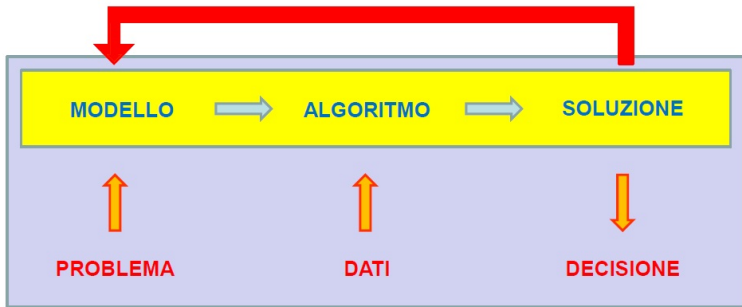 MODELLO
ALGORITMO
SOLUZIONE
PROBLEMA
DATI
DECISIONE